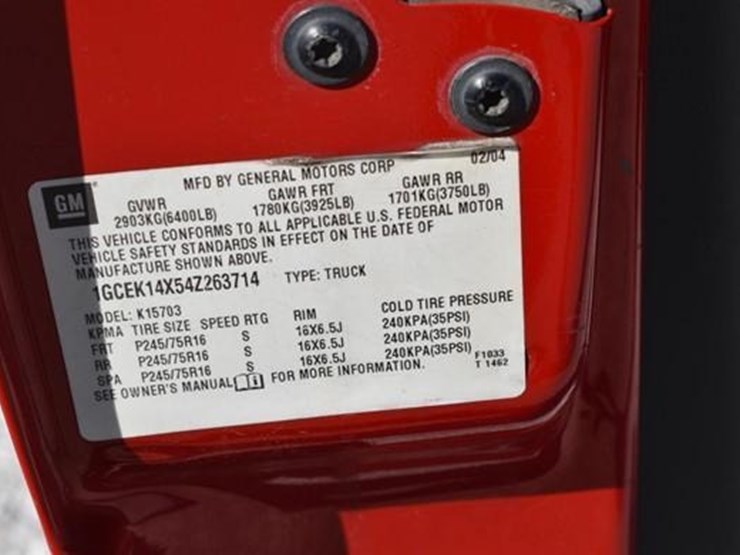 GM
MFD BY GENERAL MOTORS CORP 02/04
GVWR GAWR FRT GAWR RR
2903KG(6400LB) 1780KG(3925LB) 1701KG(3750LB)
THIS VEHICLE CONFORMS TO ALL APPLICABLE U.S. FEDERAL MOTOR
VEHICLE SAFETY STANDARDS IN EFFECT ON THE DATE OF
MANUFACTURE SHOWN ABOVE.
1GCEK14X54Z263714 TYPE: TRUCK
MODEL: K15703
KPMA TIRE SIZE SPEED RTG RIM COLD TIRE PRESSURE
FRT P245/75R16 S 16X6.5J 240KPA(35PSI)
RR P245/75R16 S 16X6.5J 240KPA(35PSI)
SPA P245/75R16 S 16X6.5J 240KPA(35PSI)
SEE OWNER'S MANUAL FOR MORE INFORMATION.
F1033
T 1462